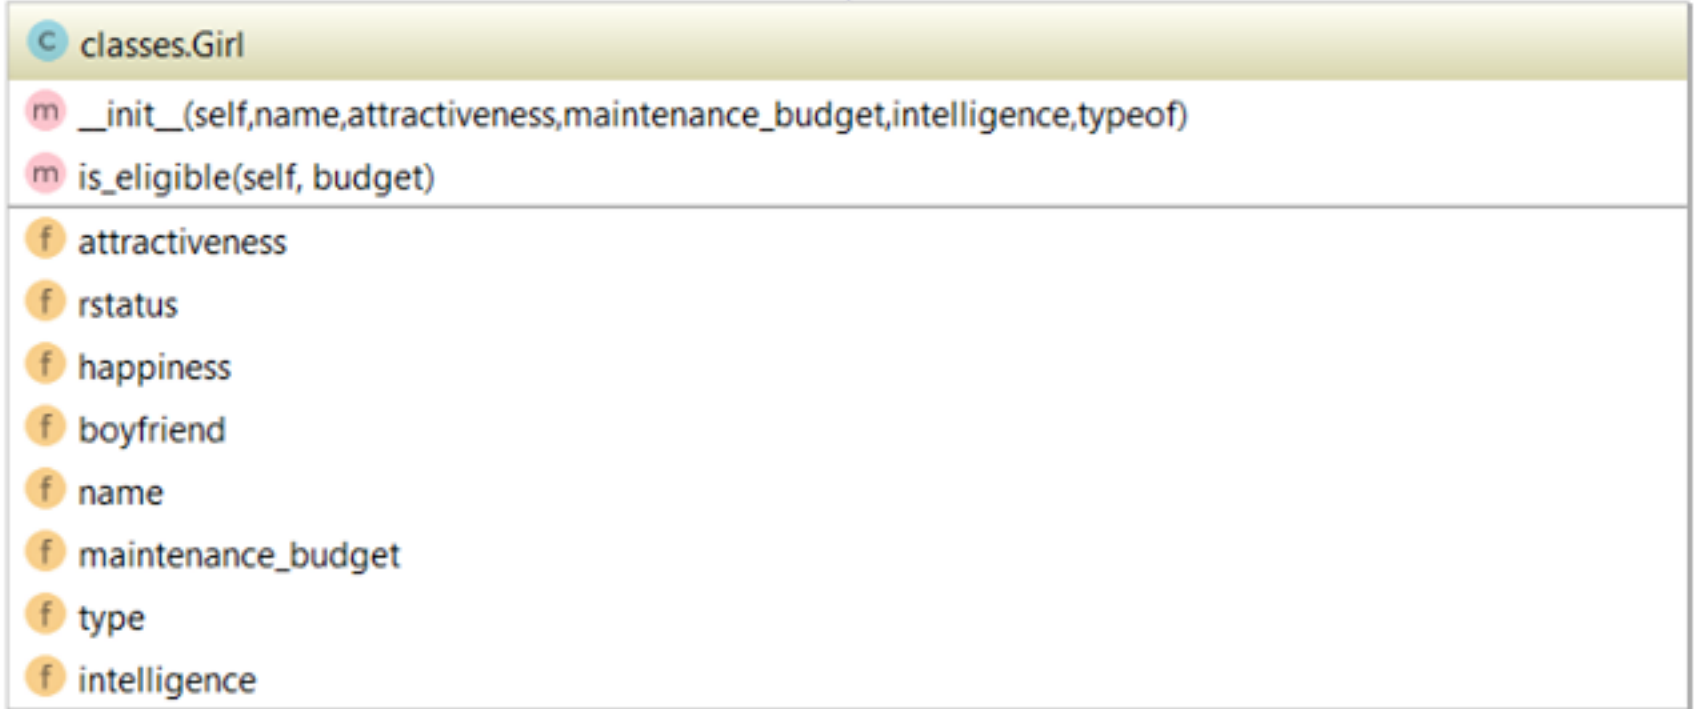 C classes.Girl
m __init__(self,name,attractiveness,maintenance_budget,intelligence,typeof)
m is_eligible(self, budget)
f attractiveness
f rstatus
f happiness
f boyfriend
f name
f maintenance_budget
f type
f intelligence